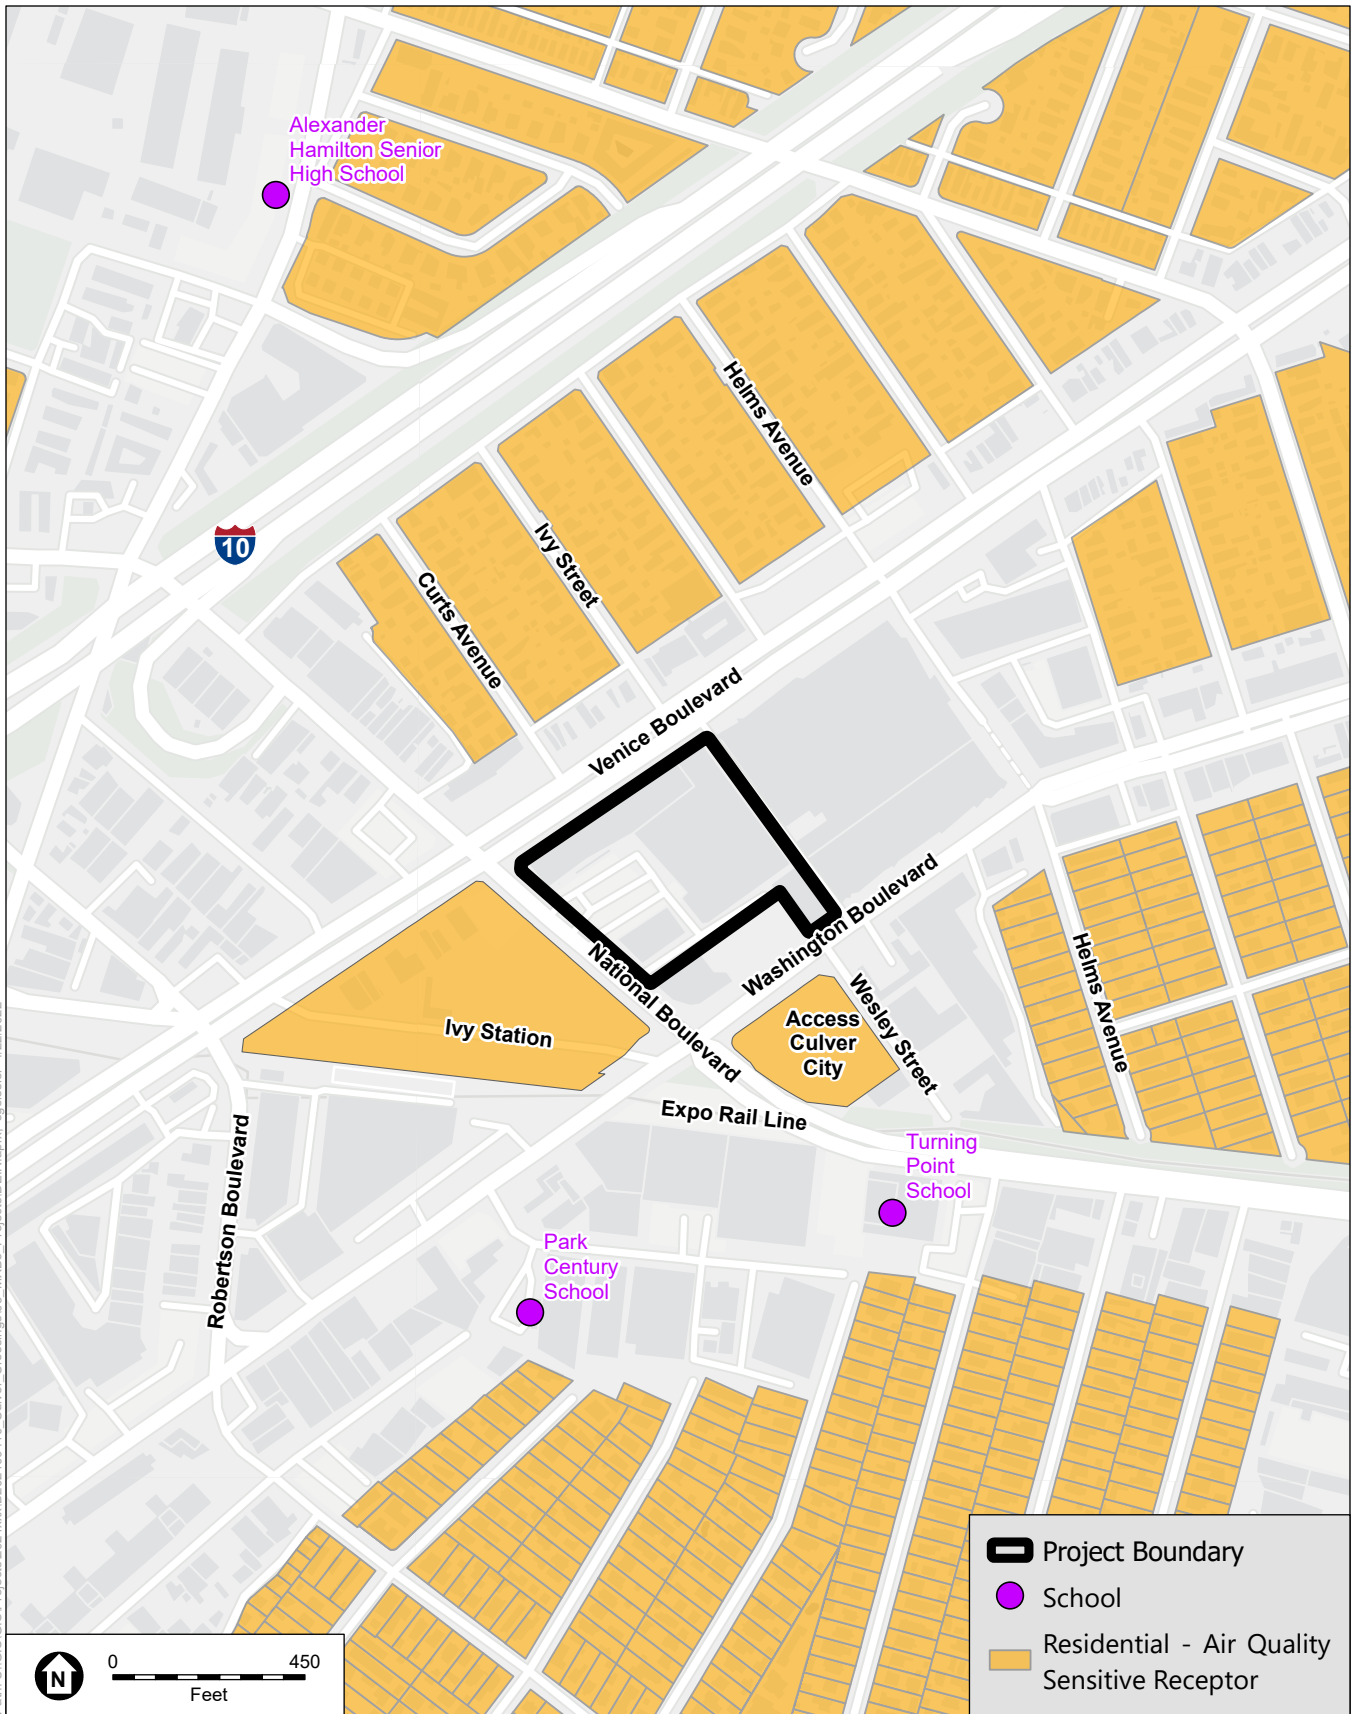 Alexander
Hamilton Senior
High School
Helms Avenue
10
Ivy Street
Curts Avenue
Venice Boulevard
Washington Boulevard
National Boulevard
Helms Avenue
Wesley Street
Access
Culver
City
Ivy Station
Expo Rail Line
Robertson Boulevard
Turning
Point
School
Park
Century
School
Project Boundary
School
Residential - Air Quality
Sensitive Receptor
N
0 450
Feet